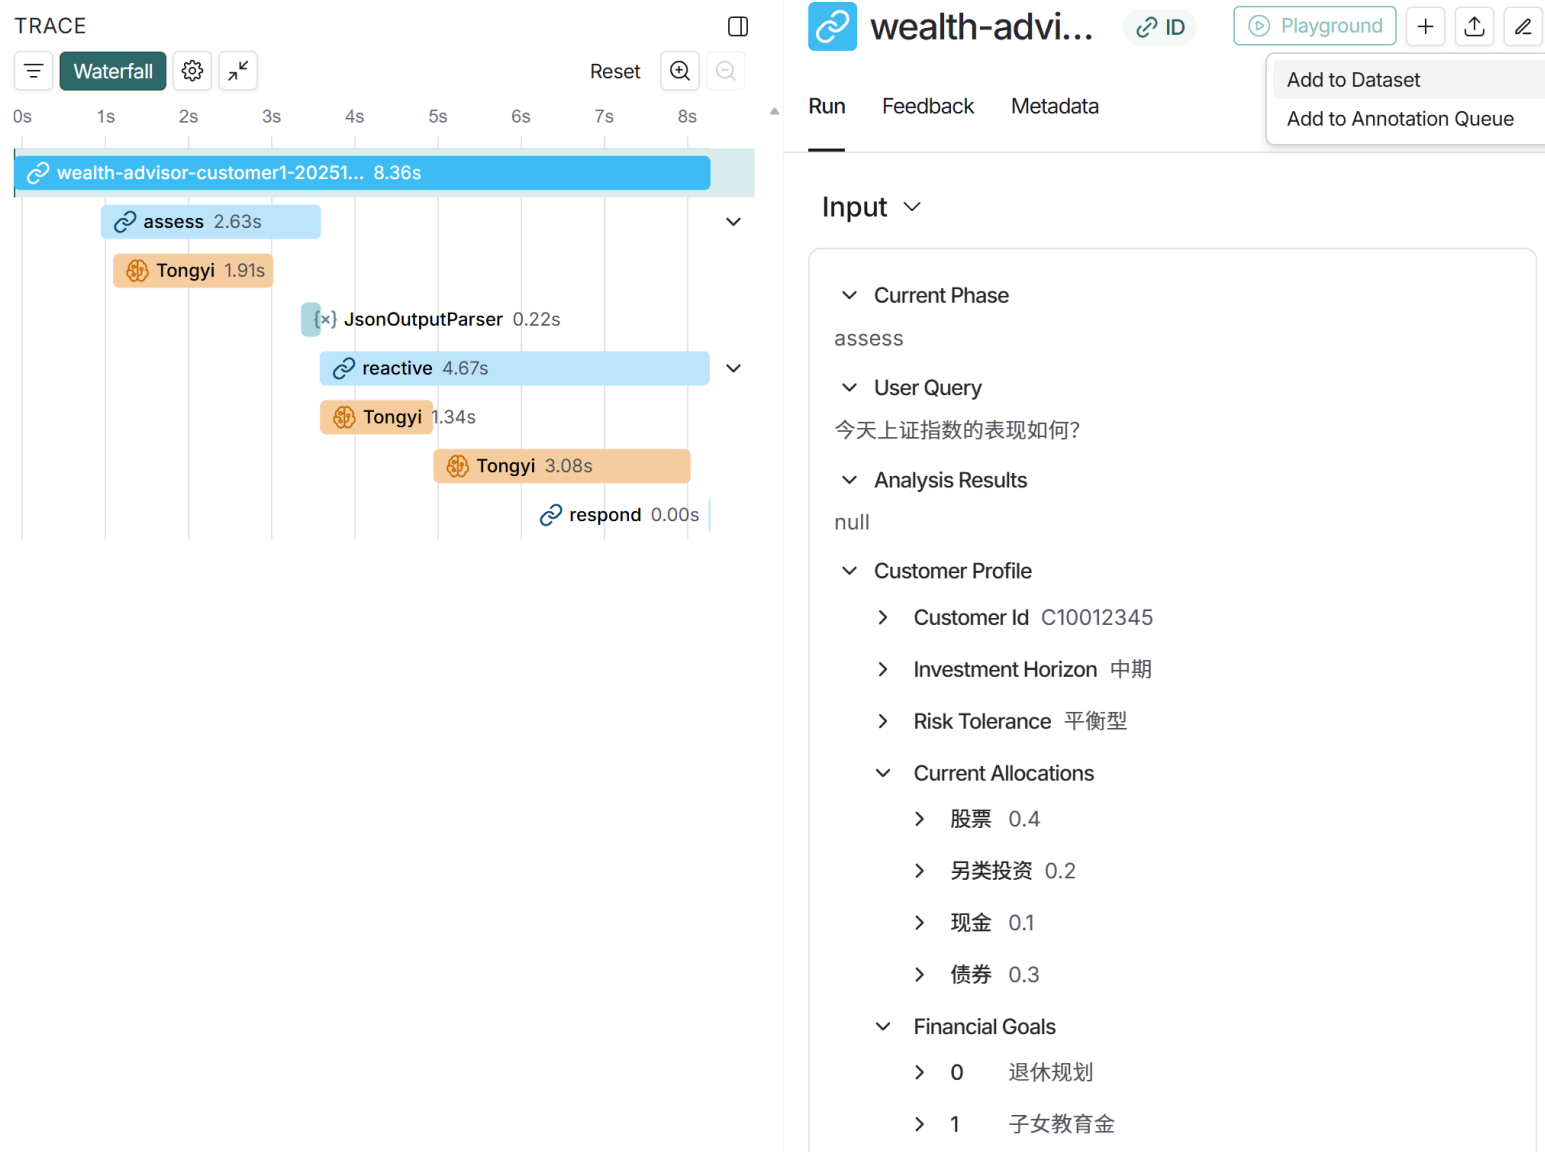 TRACE
Waterfall
Reset
0s 1s 2s 3s 4s 5s 6s 7s 8s
wealth-advisor-customer1-20251... 8.36s
assess 2.63s
Tongyi 1.91s
{×} JsonOutputParser 0.22s
reactive 4.67s
Tongyi 1.34s
Tongyi 3.08s
respond 0.00s
wealth-advi... ID Playground
Add to Dataset
Add to Annotation Queue
Run Feedback Metadata
Input
Current Phase
assess
User Query
今天上证指数的表现如何?
Analysis Results
null
Customer Profile
Customer Id C10012345
Investment Horizon 中期
Risk Tolerance 平衡型
Current Allocations
股票 0.4
另类投资 0.2
现金 0.1
债券 0.3
Financial Goals
0 退休规划
1 子女教育金